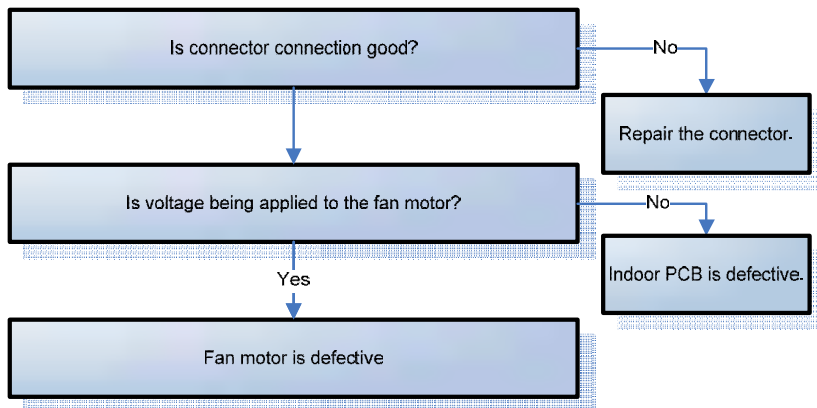 Is connector connection good?
No
Repair the connector.
Is voltage being applied to the fan motor?
No
Indoor PCB is defective.
Yes
Fan motor is defective